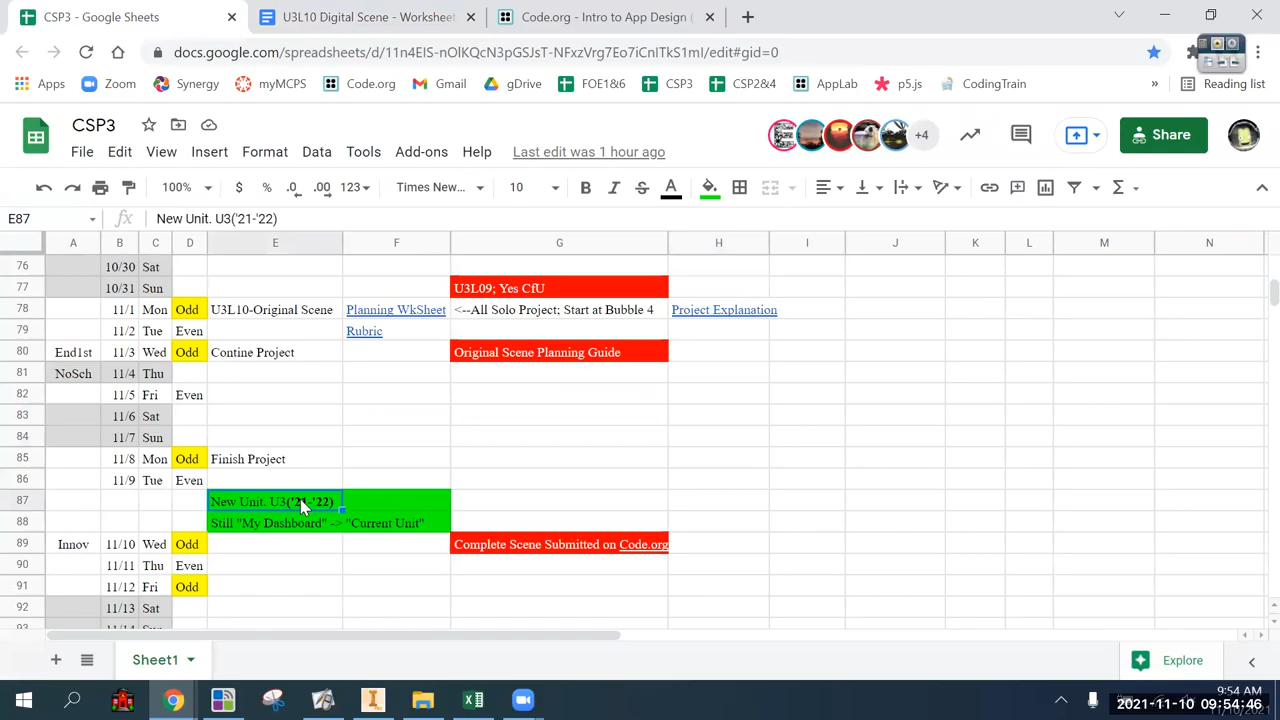 CSP3 - Google Sheets
U3L10 Digital Scene - Worksheet
Code.org - Intro to App Design
docs.google.com/spreadsheets/d/11n4EIS-nOlKQcN3pGSJsT-NFxzVrg7Eo7iCnITkS1mI/edit#gid=0
Apps
Zoom
Synergy
myMCPS
Code.org
Gmail
gDrive
FOE1&6
CSP3
CSP2&4
AppLab
p5.js
CodingTrain
»
Reading list
CSP3
File Edit View Insert Format Data Tools Add-ons Help Last edit was 1 hour ago
+4
Share
100% $ % .0 .00 123 Times New... 10 B I S A
E87 fx New Unit. U3('21-'22)
A B C D E F G H I J K L M N
76 10/30 Sat
77 10/31 Sun U3L09; Yes CfU
78 11/1 Mon Odd U3L10-Original Scene Planning WkSheet <--All Solo Project; Start at Bubble 4 Project Explanation
79 11/2 Tue Even Rubric
80 End1st 11/3 Wed Odd Contine Project Original Scene Planning Guide
81 NoSch 11/4 Thu
82 11/5 Fri Even
83 11/6 Sat
84 11/7 Sun
85 11/8 Mon Odd Finish Project
86 11/9 Tue Even
87 New Unit. U3('21-'22)
88 Still "My Dashboard" -> "Current Unit"
89 Innov 11/10 Wed Odd Complete Scene Submitted on Code.org
90 11/11 Thu Even
91 11/12 Fri Odd
92 11/13 Sat
93 11/14 Sun
Sheet1
Explore
9:54 AM
2021-11-10 09:54:46